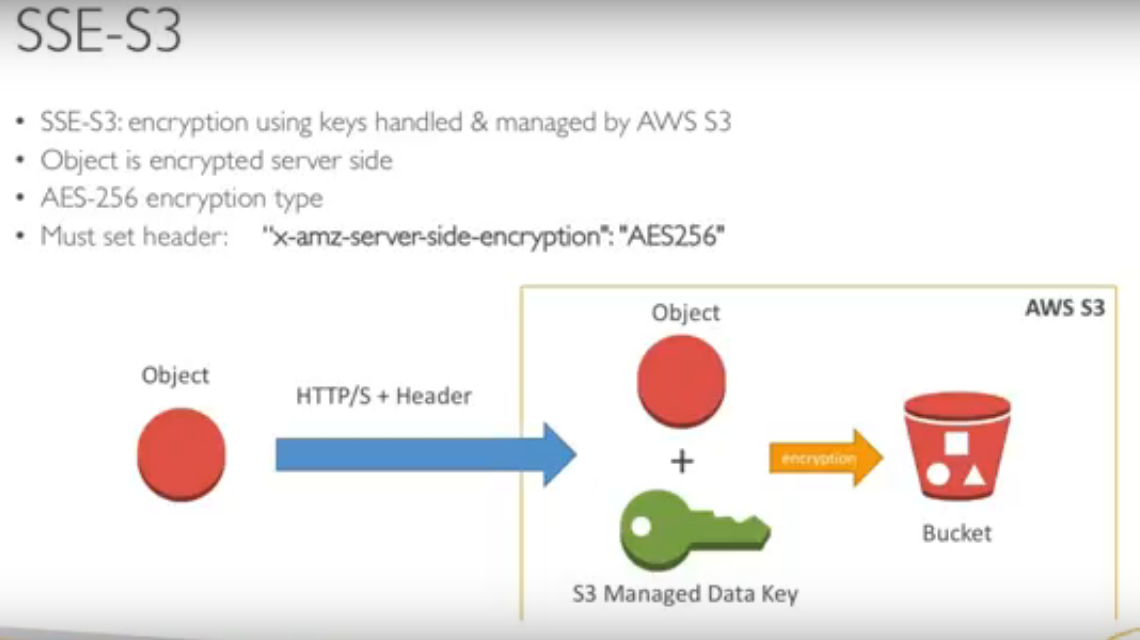 SSE-S3
• SSE-S3: encryption using keys handled & managed by AWS S3
• Object is encrypted server side
• AES-256 encryption type
• Must set header: "x-amz-server-side-encryption": "AES256"
AWS S3
Object
Object
HTTP/S + Header
+
encryption
Bucket
S3 Managed Data Key